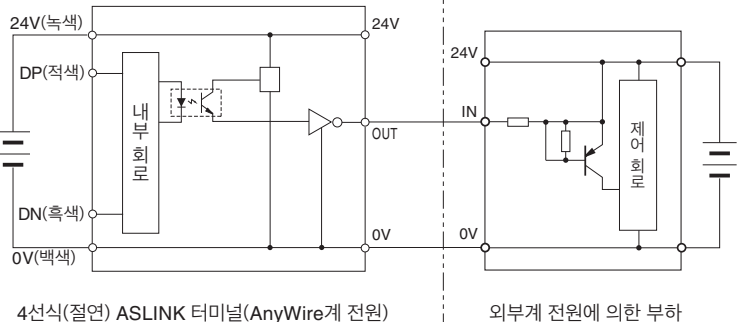 24V(녹색)
24V
DP(적색)
내부 회로
OUT
DN(흑색)
0V
0V(백색)
24V
IN
제어 회로
0V
4선식(절연) ASLINK 터미널(AnyWire계 전원)
외부계 전원에 의한 부하